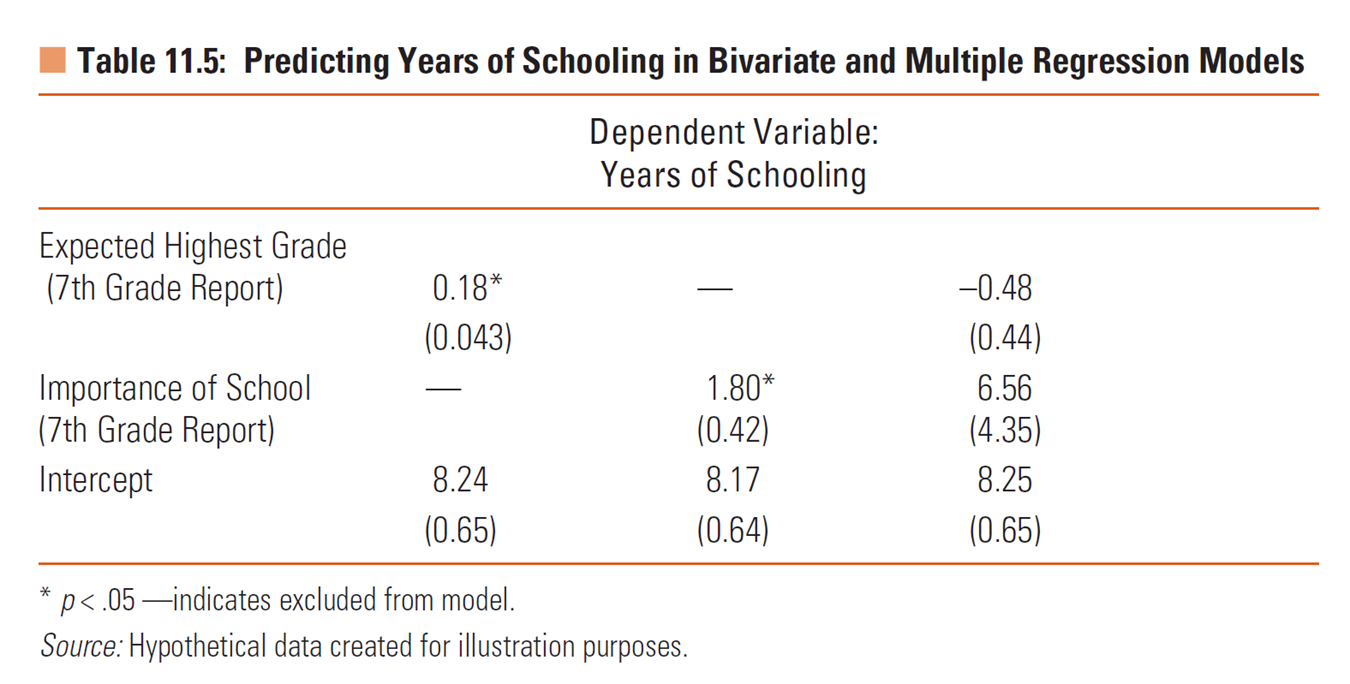 Table 11.5: Predicting Years of Schooling in Bivariate and Multiple Regression Models
Dependent Variable:
Years of Schooling
Expected Highest Grade
(7th Grade Report) 0.18* — –0.48
(0.043) (0.44)
Importance of School — 1.80* 6.56
(7th Grade Report) (0.42) (4.35)
Intercept 8.24 8.17 8.25
(0.65) (0.64) (0.65)
* p < .05 —indicates excluded from model.
Source: Hypothetical data created for illustration purposes.